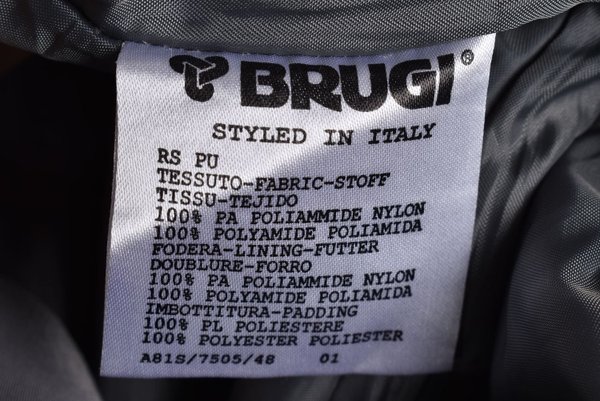 BRUGI®
STYLED IN ITALY
RS PU
TESSUTO-FABRIC-STOFF
TISSU-TEJIDO
100% PA POLIAMMIDE NYLON
100% POLYAMIDE POLIAMIDA
FODERA-LINING-FUTTER
DOUBLURE-FORRO
100% PA POLIAMMIDE NYLON
100% POLYAMIDE POLIAMIDA
IMBOTTITURA-PADDING
100% PL POLIESTERE
100% POLYESTER POLIESTER
A81S/7505/48 01